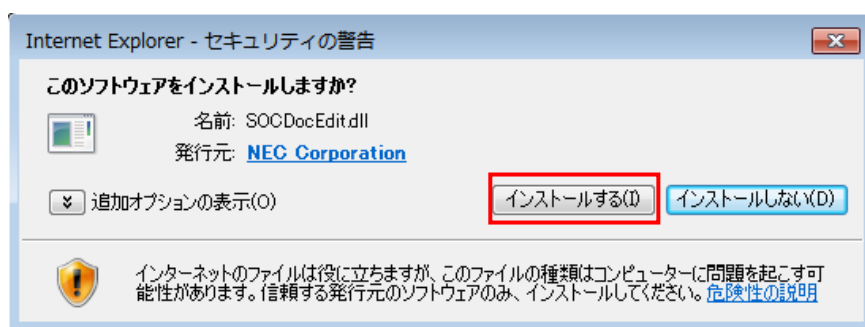 Internet Explorer - セキュリティの警告
このソフトウェアをインストールしますか?
名前: SOCDocEdit.dll
発行元: NEC Corporation
追加オプションの表示(O)
インストールする(I)
インストールしない(D)
インターネットのファイルは役に立ちますが、このファイルの種類はコンピューターに問題を起こす可
能性があります。信頼する発行元のソフトウェアのみ、インストールしてください。危険性の説明